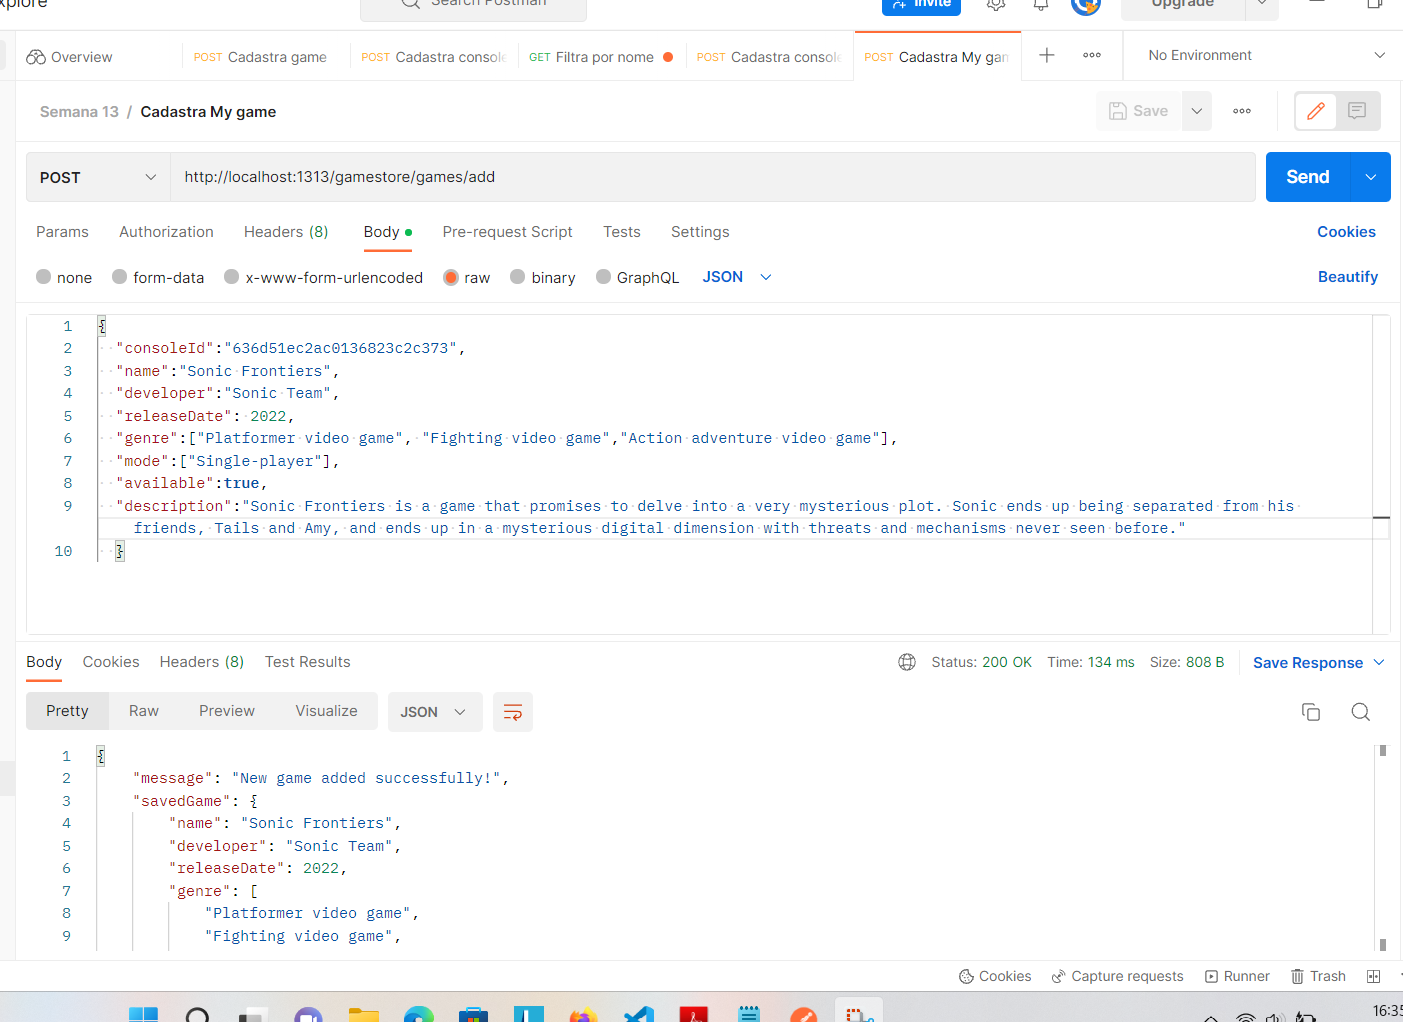 xplore
Search Postman
Invite
Upgrade
Overview
POST Cadastra game
POST Cadastra console
GET Filtra por nome
POST Cadastra console
POST Cadastra My gam
No Environment
Semana 13 / Cadastra My game
Save
POST
http://localhost:1313/gamestore/games/add
Send
Params Authorization Headers (8) Body Pre-request Script Tests Settings Cookies
none form-data x-www-form-urlencoded raw binary GraphQL JSON Beautify
1 {
2 "consoleId":"636d51ec2ac0136823c2c373",
3 "name":"Sonic Frontiers",
4 "developer":"Sonic Team",
5 "releaseDate": 2022,
6 "genre":["Platformer video game", "Fighting video game","Action adventure video game"],
7 "mode":["Single-player"],
8 "available":true,
9 "description":"Sonic Frontiers is a game that promises to delve into a very mysterious plot. Sonic ends up being separated from his
friends, Tails and Amy, and ends up in a mysterious digital dimension with threats and mechanisms never seen before."
10 }
Body Cookies Headers (8) Test Results Status: 200 OK Time: 134 ms Size: 808 B Save Response
Pretty Raw Preview Visualize JSON
1 {
2 "message": "New game added successfully!",
3 "savedGame": {
4 "name": "Sonic Frontiers",
5 "developer": "Sonic Team",
6 "releaseDate": 2022,
7 "genre": [
8 "Platformer video game",
9 "Fighting video game",
Cookies Capture requests Runner Trash
16:35